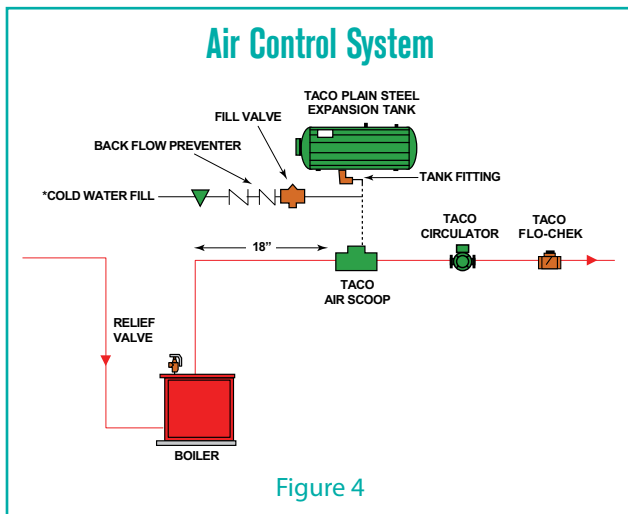 Air Control System
TACO PLAIN STEEL
EXPANSION TANK
FILL VALVE
BACK FLOW PREVENTER
TANK FITTING
*COLD WATER FILL
18”
TACO
CIRCULATOR
TACO
FLO-CHEK
TACO
AIR SCOOP
RELIEF
VALVE
BOILER
Figure 4